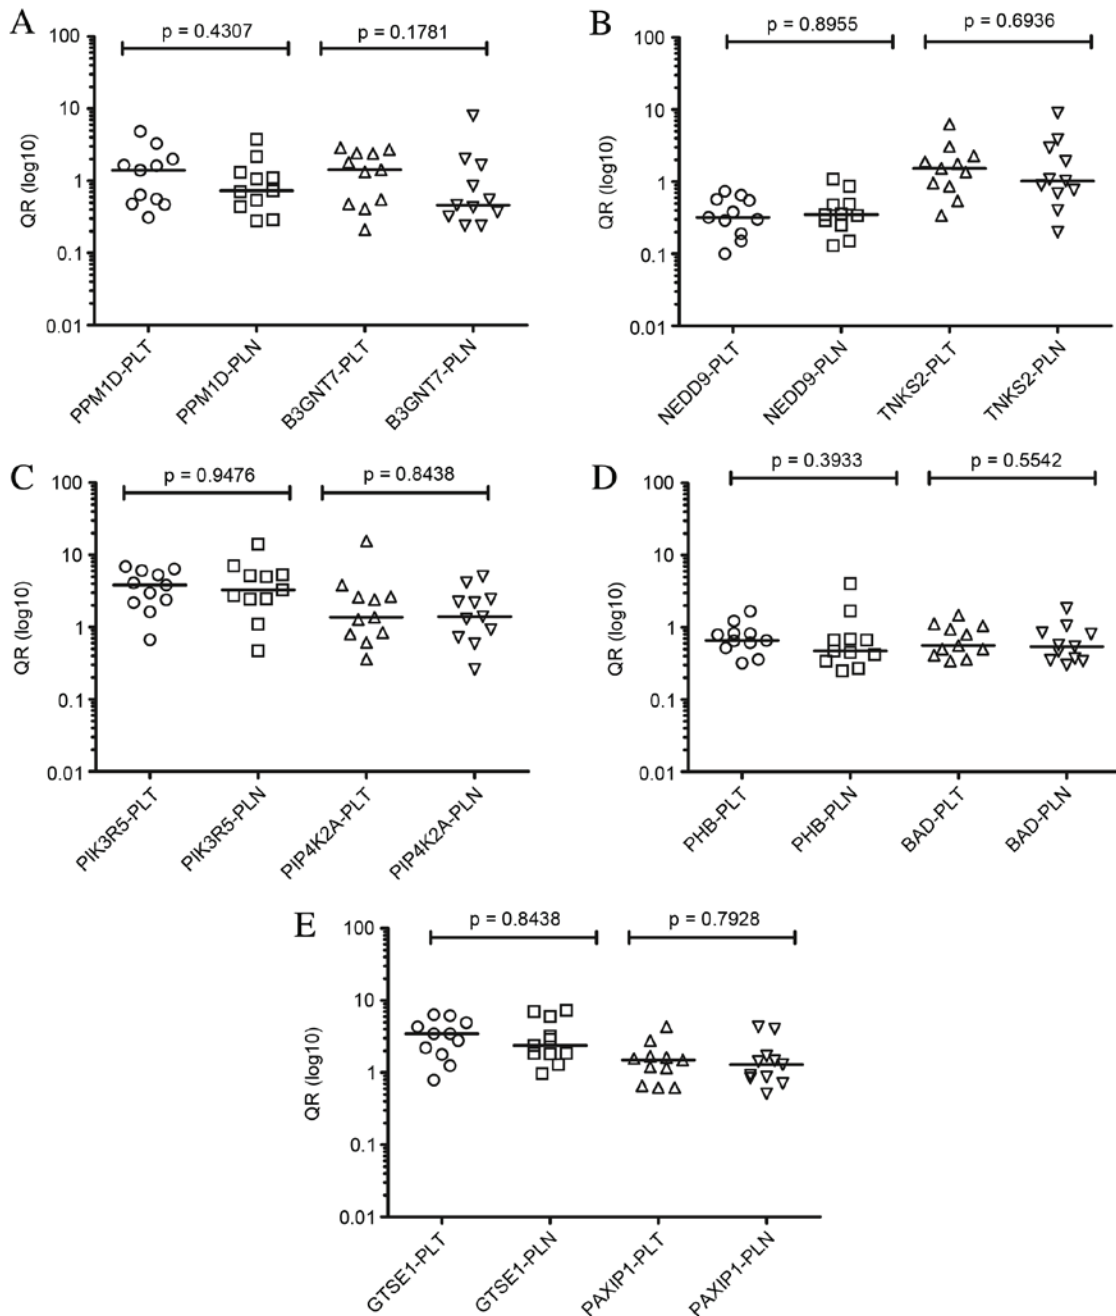 A
p = 0.4307
p = 0.1781
QR (log10)
100
10
1
0.1
0.01
PPM1D-PLT
PPM1D-PLN
B3GNT7-PLT
B3GNT7-PLN
B
p = 0.8955
p = 0.6936
QR (log10)
100
10
1
0.1
0.01
NEDD9-PLT
NEDD9-PLN
TNKS2-PLT
TNKS2-PLN
C
p = 0.9476
p = 0.8438
QR (log10)
100
10
1
0.1
0.01
PIK3R5-PLT
PIK3R5-PLN
PIP4K2A-PLT
PIP4K2A-PLN
D
p = 0.3933
p = 0.5542
QR (log10)
100
10
1
0.1
0.01
PHB-PLT
PHB-PLN
BAD-PLT
BAD-PLN
E
p = 0.8438
p = 0.7928
QR (log10)
100
10
1
0.1
0.01
GTSE1-PLT
GTSE1-PLN
PAXIP1-PLT
PAXIP1-PLN